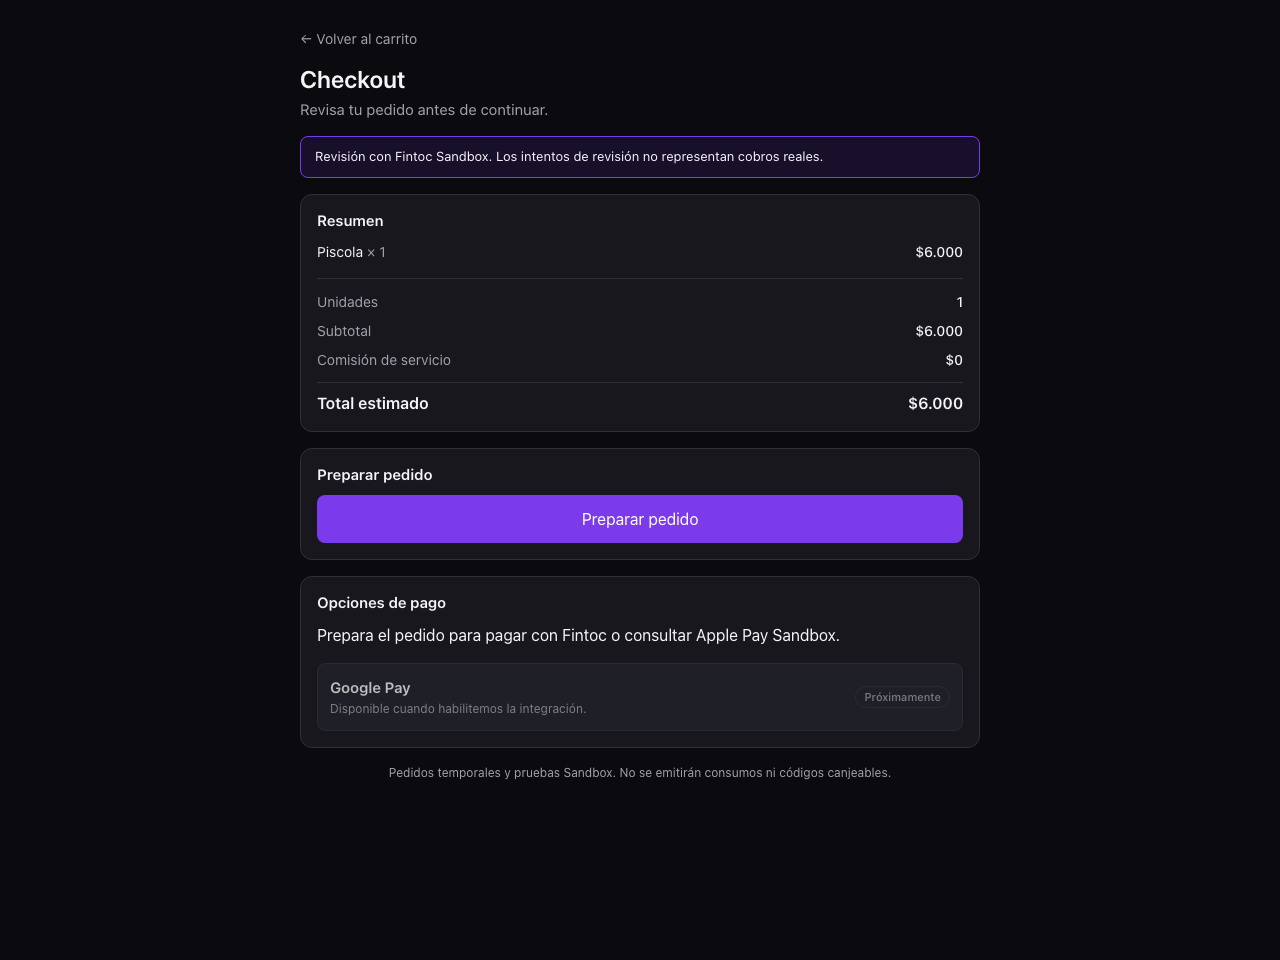 ← Volver al carrito
Checkout
Revisa tu pedido antes de continuar.
Revisión con Fintoc Sandbox. Los intentos de revisión no representan cobros reales.
Resumen
Piscola × 1 $6.000
Unidades 1
Subtotal $6.000
Comisión de servicio $0
Total estimado $6.000
Preparar pedido
Preparar pedido
Opciones de pago
Prepara el pedido para pagar con Fintoc o consultar Apple Pay Sandbox.
Google Pay
Disponible cuando habilitemos la integración.
Próximamente
Pedidos temporales y pruebas Sandbox. No se emitirán consumos ni códigos canjeables.